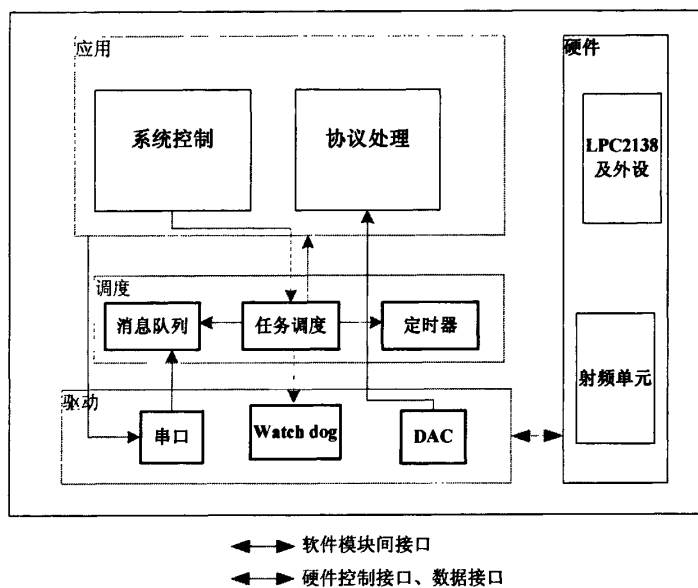 应用
硬件
系统控制
协议处理
LPC2138
及外设
调度
消息队列
任务调度
定时器
射频单元
驱动
串口
Watch dog
DAC
软件模块间接口
硬件控制接口、数据接口